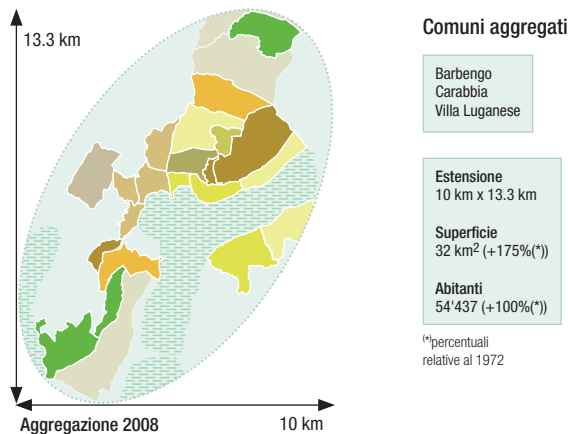 13.3 km
Comuni aggregati
Barbengo
Carabbia
Villa Luganese
Estensione
10 km x 13.3 km
Superficie
32 km² (+175%(*))
Abitanti
54'437 (+100%(*))
(*)percentuali
relative al 1972
Aggregazione 2008
10 km